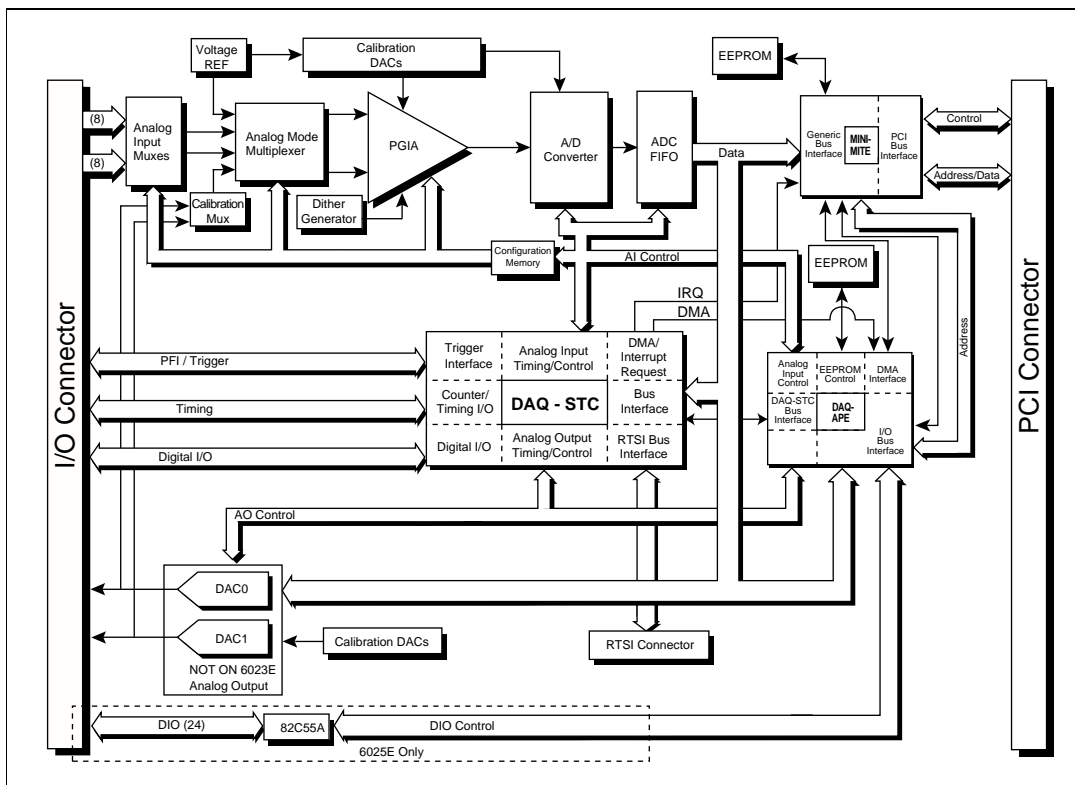 Voltage
REF
Calibration
DACs
EEPROM
(8)
(8)
Analog
Input
Muxes
Analog Mode
Multiplexer
PGIA
A/D
Converter
ADC
FIFO
Data
Generic
Bus
Interface
MINI-
MITE
PCI
Bus
Interface
Control
Address/Data
Calibration
Mux
Dither
Generator
Configuration
Memory
AI Control
EEPROM
IRQ
DMA
Address
I/O Connector
PCI Connector
PFI / Trigger
Timing
Digital I/O
Trigger
Interface
Analog Input
Timing/Control
DMA/
Interrupt
Request
Counter/
Timing I/O
DAQ - STC
Bus
Interface
Digital I/O
Analog Output
Timing/Control
RTSI Bus
Interface
Analog
Input
Control
EEPROM
Control
DMA
Interface
DAQ-STC
Bus
Interface
DAQ-
APE
I/O
Bus
Interface
AO Control
DAC0
DAC1
NOT ON 6023E
Analog Output
Calibration DACs
RTSI Connector
DIO (24)
82C55A
DIO Control
6025E Only